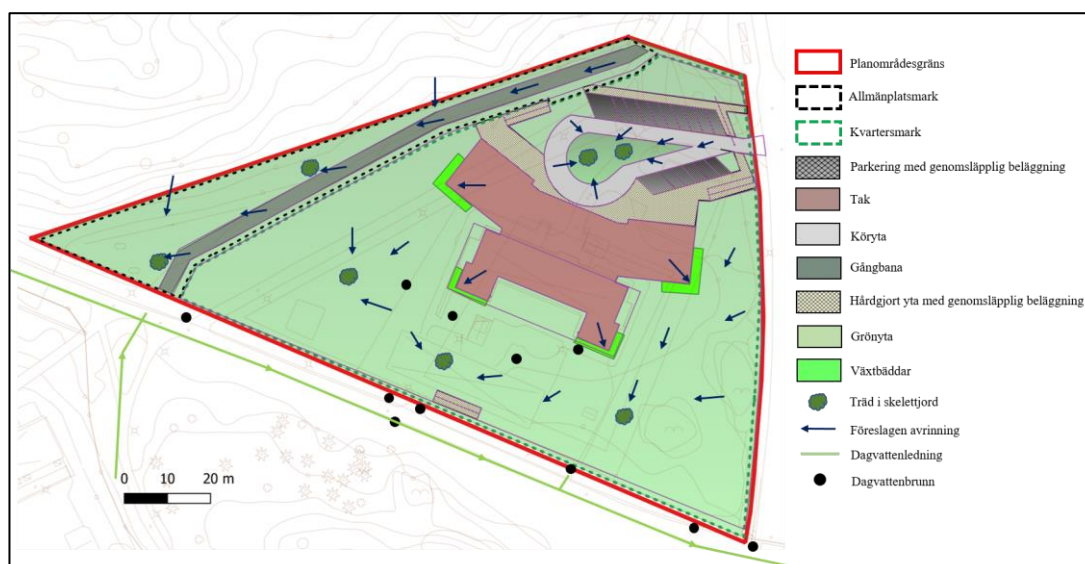 Planområdesgräns
Allmänplatsmark
Kvartersmark
Parkering med genomsläpplig beläggning
Tak
Köryta
Gångbana
Hårdgjort yta med genomsläpplig beläggning
Grönyta
Växtbäddar
Träd i skelettjord
Föreslagen avrinning
Dagvattenledning
Dagvattenbrunn
0 10 20 m